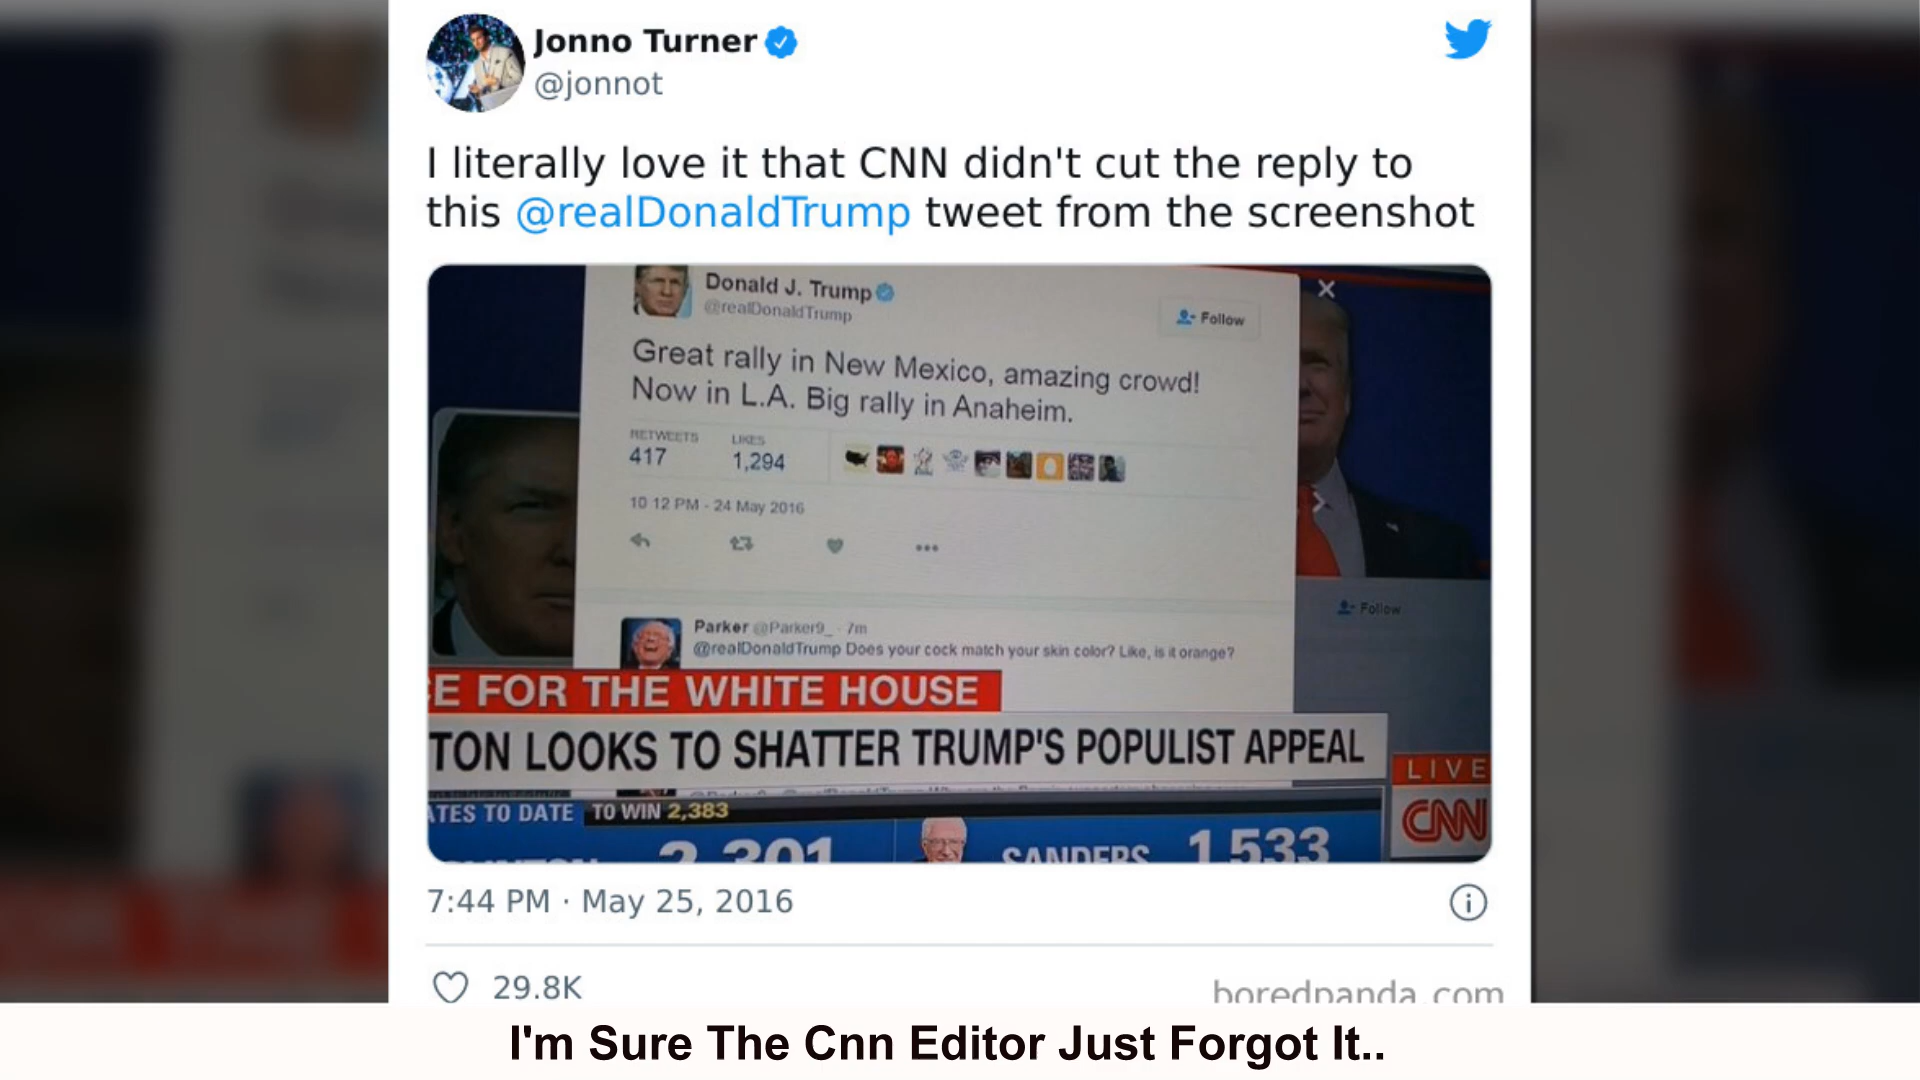 Jonno Turner
@jonnot
I literally love it that CNN didn't cut the reply to
this @realDonaldTrump tweet from the screenshot
Donald J. Trump
@realDonaldTrump
Follow
Great rally in New Mexico, amazing crowd!
Now in L.A. Big rally in Anaheim.
RETWEETS LIKES
417 1,294
10:12 PM - 24 May 2016
Follow
Parker @Parker9_ 7m
@realDonaldTrump Does your cock match your skin color? Like, is it orange?
E FOR THE WHITE HOUSE
TON LOOKS TO SHATTER TRUMP'S POPULIST APPEAL
LIVE
CNN
ATES TO DATE TO WIN 2,383
2,301 SANDERS 1533
7:44 PM · May 25, 2016
29.8K
boredpanda.com
I'm Sure The Cnn Editor Just Forgot It..